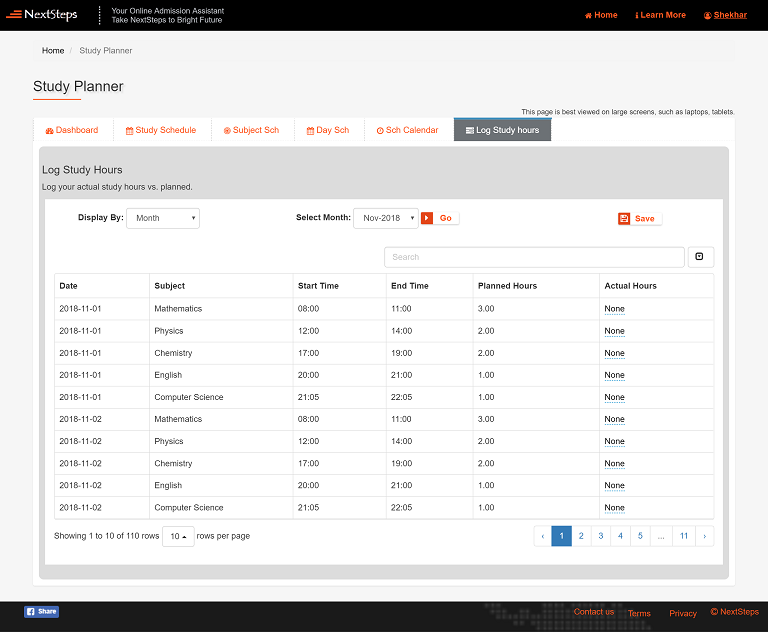 NextSteps
Your Online Admission Assistant
Take NextSteps to Bright Future
Home
Learn More
Shekhar
Home / Study Planner
Study Planner
This page is best viewed on large screens, such as laptops, tablets.
Dashboard
Study Schedule
Subject Sch
Day Sch
Sch Calendar
Log Study hours
Log Study Hours
Log your actual study hours vs. planned.
Display By: Month
Select Month: Nov-2018 Go
Save
Search
Date Subject Start Time End Time Planned Hours Actual Hours
2018-11-01 Mathematics 08:00 11:00 3.00 None
2018-11-01 Physics 12:00 14:00 2.00 None
2018-11-01 Chemistry 17:00 19:00 2.00 None
2018-11-01 English 20:00 21:00 1.00 None
2018-11-01 Computer Science 21:05 22:05 1.00 None
2018-11-02 Mathematics 08:00 11:00 3.00 None
2018-11-02 Physics 12:00 14:00 2.00 None
2018-11-02 Chemistry 17:00 19:00 2.00 None
2018-11-02 English 20:00 21:00 1.00 None
2018-11-02 Computer Science 21:05 22:05 1.00 None
Showing 1 to 10 of 110 rows 10 rows per page
‹ 1 2 3 4 5 ... 11 ›
Share
Contact us
Terms
Privacy
© NextSteps